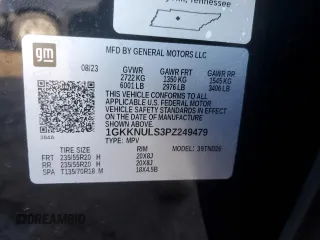 Tennessee
gm
MFD BY GENERAL MOTORS LLC
08/23 GVWR GAWR FRT GAWR RR
2722 KG 1350 KG 1545 KG
6001 LB 2976 LB 3406 LB
THIS VEHICLE CONFORMS TO ALL APPLICABLE
U.S. FEDERAL MOTOR VEHICLE SAFETY
STANDARDS IN EFFECT ON THE DATE OF
MANUFACTURE SHOWN ABOVE.
1GKKNULS3PZ249479
TYPE: MPV
MODEL:
TIRE SIZE RIM
FRT 235/55R20 H 20X8J
RR 235/55R20 H 20X8J
SPA T135/70R18 M 18X4.5B